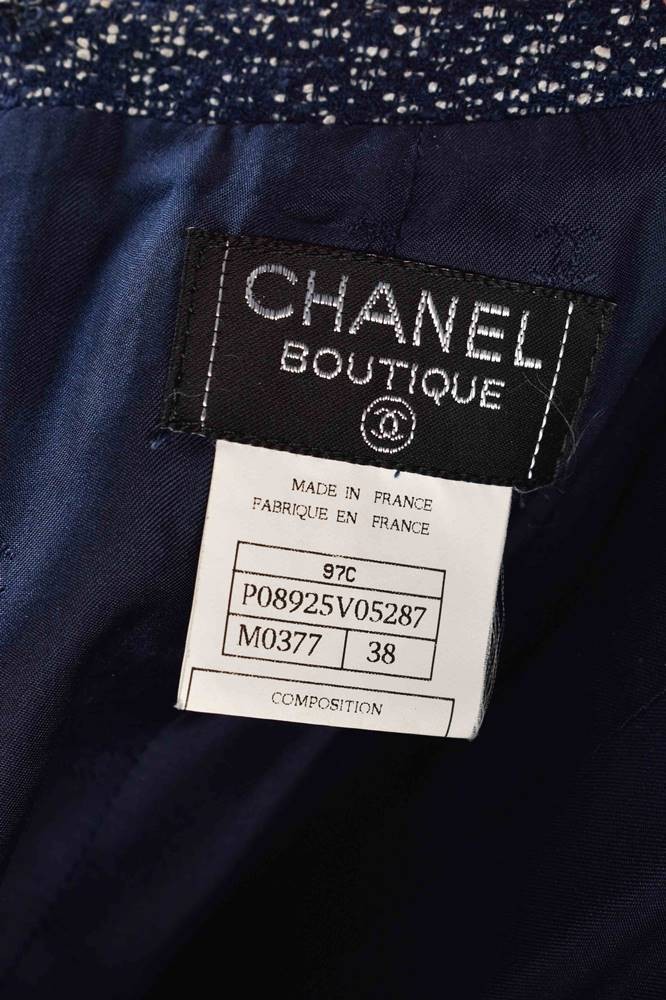 CHANEL
BOUTIQUE
MADE IN FRANCE
FABRIQUE EN FRANCE
97C
P08925V05287
M0377 38
COMPOSITION